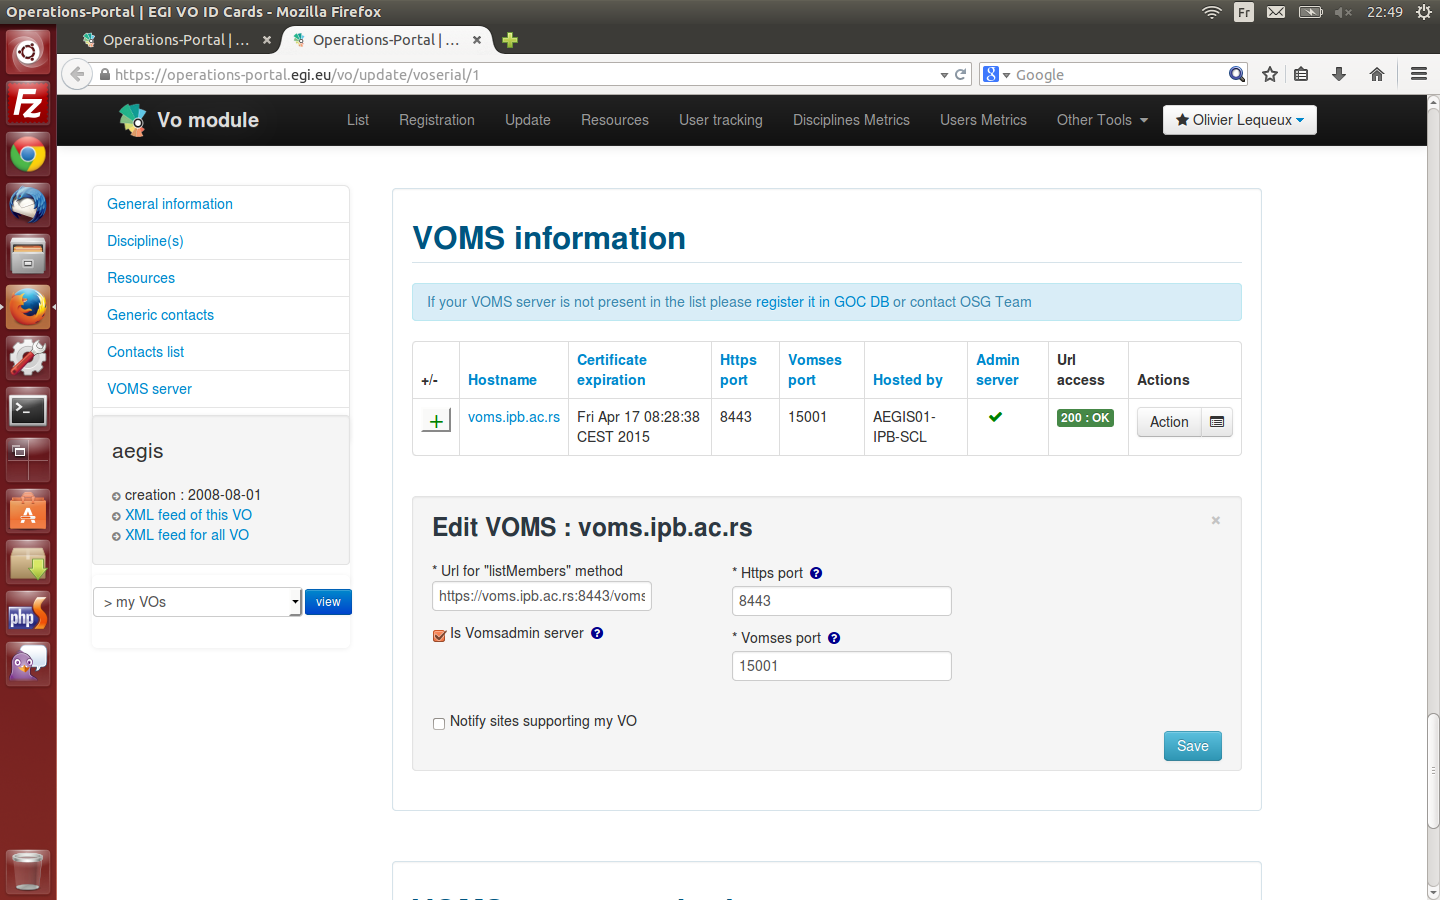 Operations-Portal | EGI VO ID Cards - Mozilla Firefox
Fr
22:49
Operations-Portal | ...
Operations-Portal | ...
https://operations-portal.egi.eu/vo/update/voserial/1
Google
Vo module
List
Registration
Update
Resources
User tracking
Disciplines Metrics
Users Metrics
Other Tools
Olivier Lequeux
General information
Discipline(s)
Resources
Generic contacts
Contacts list
VOMS server
aegis
creation : 2008-08-01
XML feed of this VO
XML feed for all VO
> my VOs
view
VOMS information
If your VOMS server is not present in the list please register it in GOC DB or contact OSG Team
+/-
Hostname
Certificate
expiration
Https
port
Vomses
port
Hosted by
Admin
server
Url
access
Actions
voms.ipb.ac.rs
Fri Apr 17 08:28:38
CEST 2015
8443
15001
AEGIS01-
IPB-SCL
200 : OK
Action
Edit VOMS : voms.ipb.ac.rs
×
* Url for "listMembers" method
https://voms.ipb.ac.rs:8443/voms
Is Vomsadmin server
* Https port
8443
* Vomses port
15001
Notify sites supporting my VO
Save